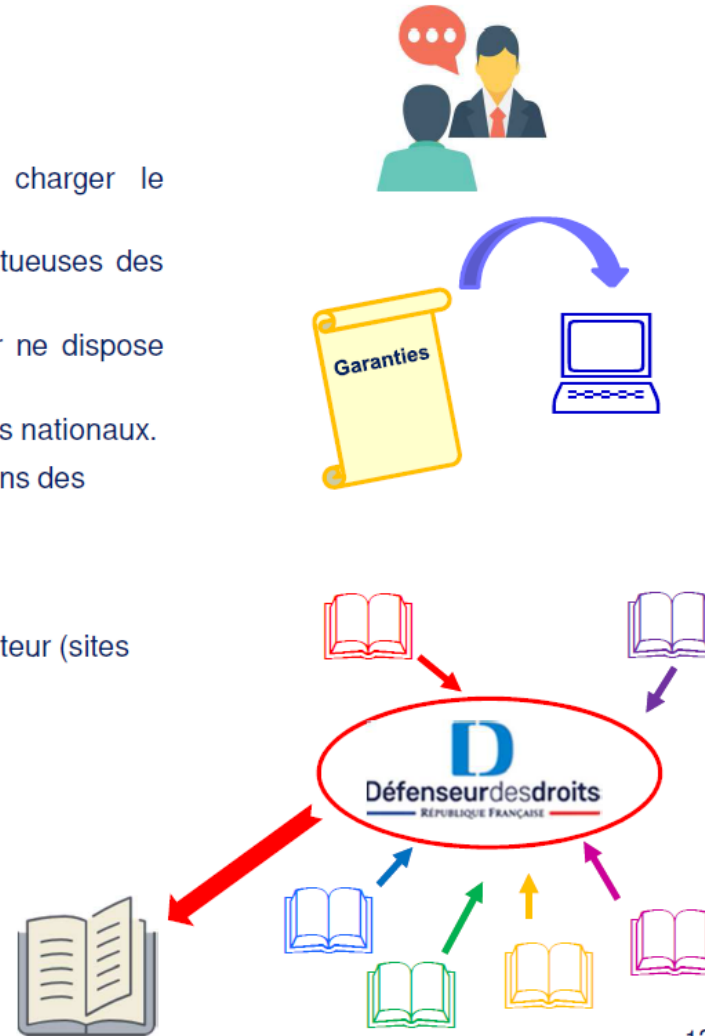 charger le
tueuses des
Garanties
ne dispose
s nationaux.
ns des
teur (sites
D
Défenseurdesdroits
RÉPUBLIQUE FRANÇAISE